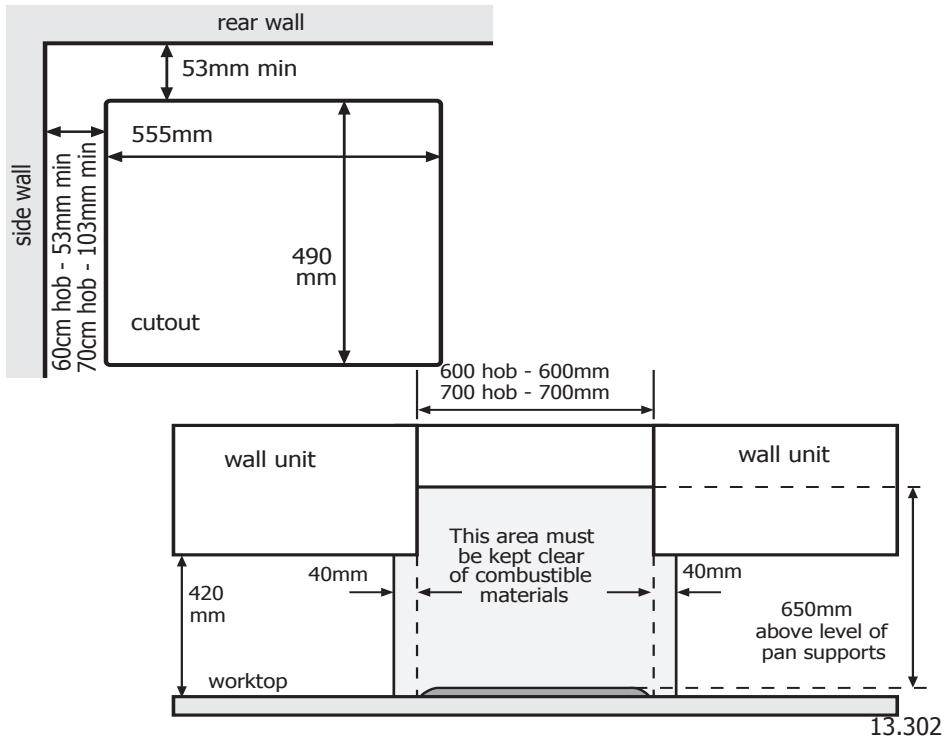 rear wall
53mm min
555mm
side wall
60cm hob - 53mm min
70cm hob - 103mm min
490
mm
cutout
600 hob - 600mm
700 hob - 700mm
wall unit
wall unit
This area must
be kept clear
of combustible
materials
40mm
40mm
420
mm
650mm
above level of
pan supports
worktop
13.302